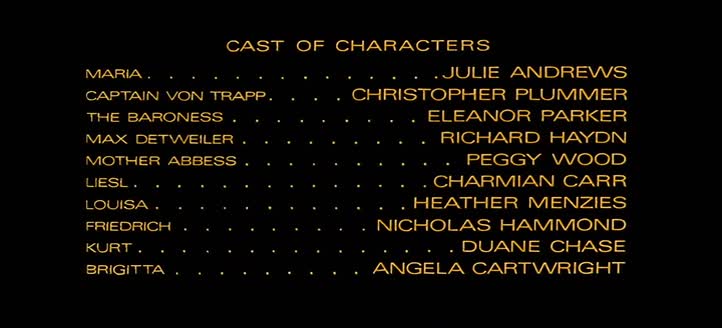 CAST OF CHARACTERS
MARIA. . . . . . . . . . . . . .JULIE ANDREWS
CAPTAIN VON TRAPP. . . . CHRISTOPHER PLUMMER
THE BARONESS . . . . . . . . . ELEANOR PARKER
MAX DETWEILER . . . . . . . . . RICHARD HAYDN
MOTHER ABBESS . . . . . . . . . . PEGGY WOOD
LIESL. . . . . . . . . . . . . .CHARMIAN CARR
LOUISA. . . . . . . . . . . . HEATHER MENZIES
FRIEDRICH . . . . . . . . . NICHOLAS HAMMOND
KURT. . . . . . . . . . . . . . . DUANE CHASE
BRIGITTA . . . . . . . . . ANGELA CARTWRIGHT